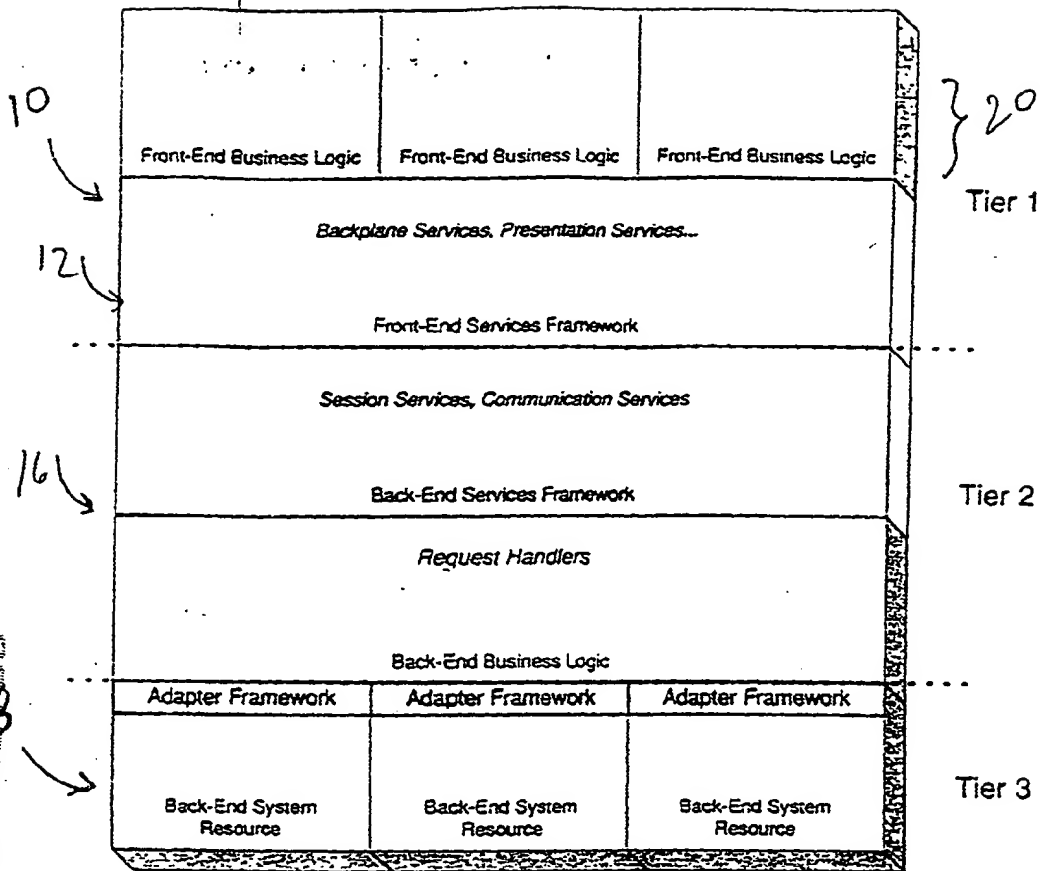 10
Front-End Business Logic Front-End Business Logic Front-End Business Logic
20
Tier 1
Backplane Services, Presentation Services...
12
Front-End Services Framework
Session Services, Communication Services
16
Back-End Services Framework
Tier 2
Request Handlers
Back-End Business Logic
Adapter Framework Adapter Framework Adapter Framework
Tier 3
Back-End System Back-End System Back-End System
Resource Resource Resource